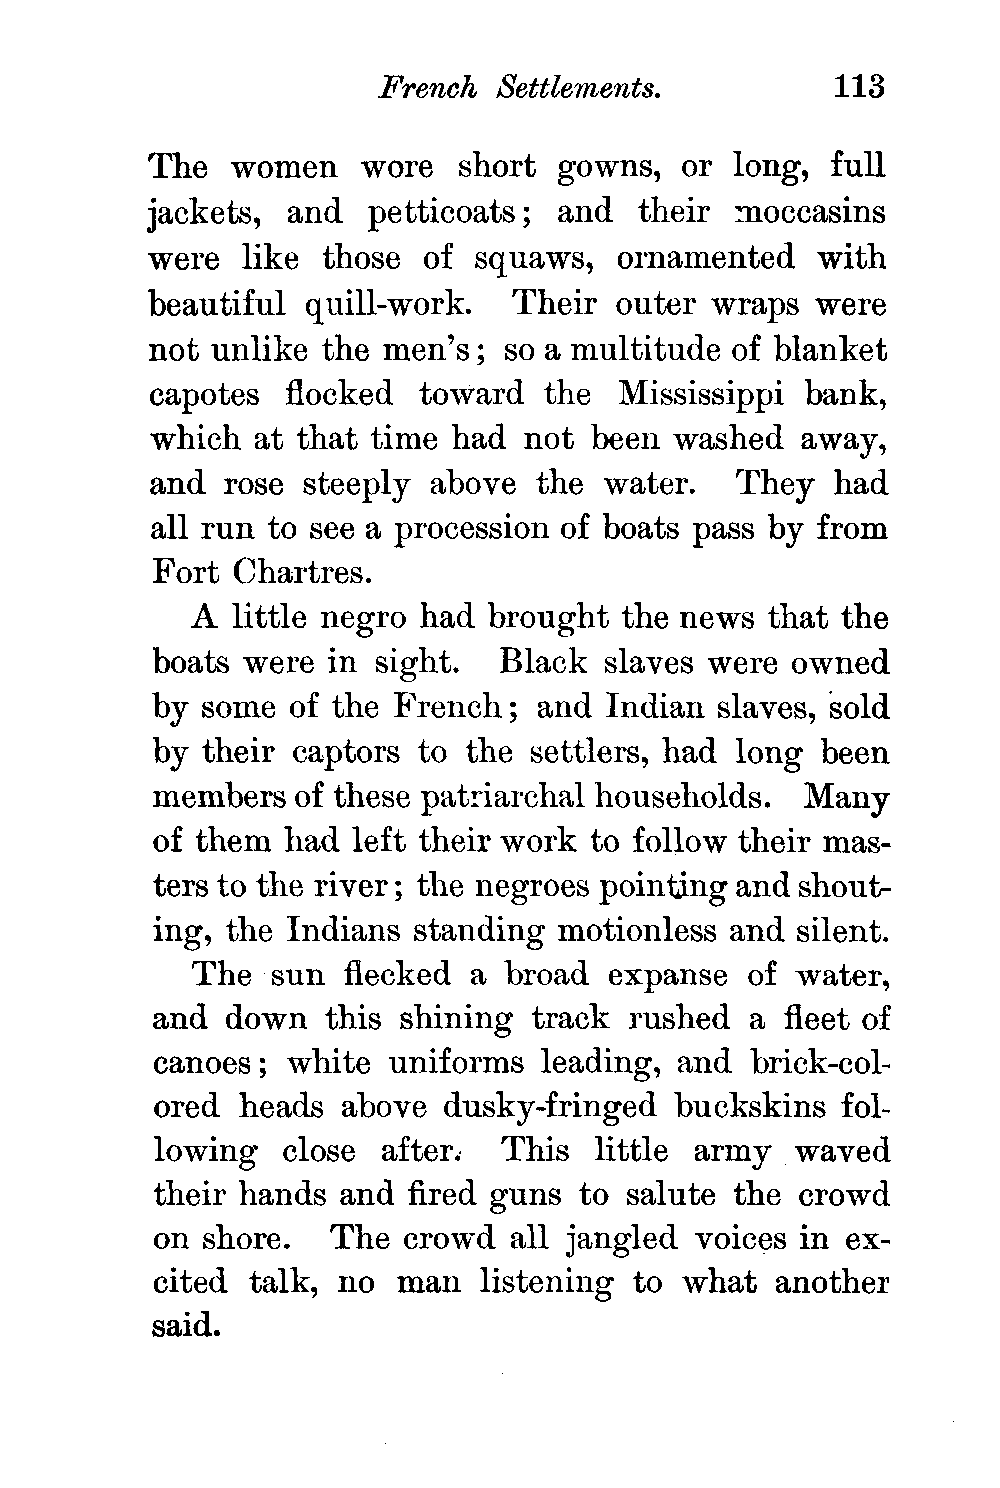 French Settlements. 113
The women wore short gowns, or long, full
jackets, and petticoats; and their moccasins
were like those of squaws, ornamented with
beautiful quill-work. Their outer wraps were
not unlike the men's; so a multitude of blanket
capotes flocked toward the Mississippi bank,
which at that time had not been washed away,
and rose steeply above the water. They had
all run to see a procession of boats pass by from
Fort Chartres.
A little negro had brought the news that the
boats were in sight. Black slaves were owned
by some of the French; and Indian slaves, sold
by their captors to the settlers, had long been
members of these patriarchal households. Many
of them had left their work to follow their mas-
ters to the river; the negroes pointing and shout-
ing, the Indians standing motionless and silent.
The sun flecked a broad expanse of water,
and down this shining track rushed a fleet of
canoes; white uniforms leading, and brick-col-
ored heads above dusky-fringed buckskins fol-
lowing close after. This little army waved
their hands and fired guns to salute the crowd
on shore. The crowd all jangled voices in ex-
cited talk, no man listening to what another
said.